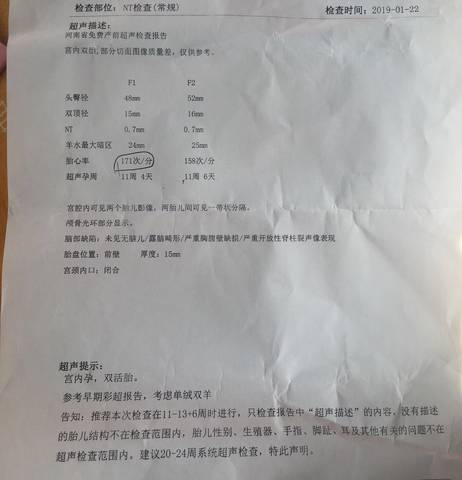 检查部位: NT检查(常规) 检查时间: 2019-01-22
超声描述:
河南省免费产前超声检查报告
宫内双胎,部分切面图像质量差,仅供参考。
F1 F2
头臀径 48mm 52mm
双顶径 15mm 16mm
NT 0.7mm 0.7mm
羊水最大暗区 24mm 25mm
胎心率 171次/分 158次/分
超声孕周 11周 4天 11周 6天
宫腔内可见两个胎儿影像, 两胎儿间可见一带状分隔。
颅骨光环部分显示。
脑部缺陷: 未见无脑儿/露脑畸形/严重胸腹壁缺损/严重开放性脊柱裂声像表现
胎盘位置: 前壁 厚度: 15mm
宫颈内口: 闭合
超声提示:
宫内孕, 双活胎。
参考早期彩超报告, 考虑单绒双羊
告知: 推荐本次检查在11-13+6周时进行, 只检查报告中“超声描述”的内容。没有描述
的胎儿结构不在检查范围内, 胎儿性别、生殖器、手指、脚趾、耳及其他有关的问题不在
超声检查范围内。建议20-24周系统超声检查, 特此声明。